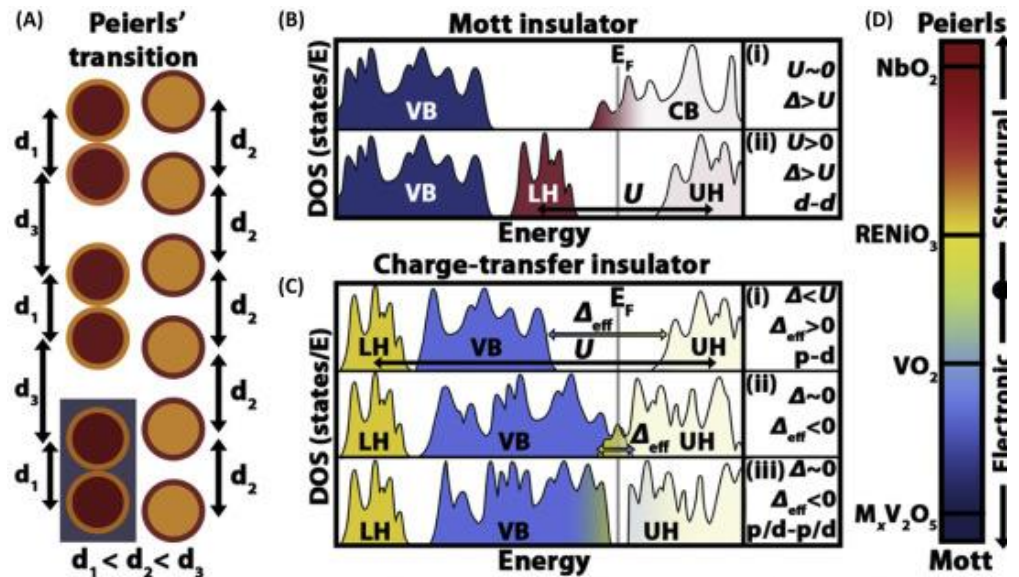 (A)
Peierls'
transition
d₁
d₃
d₁
d₃
d₁
d₂
d₂
d₂
d₂
d₂
d₁ < d₂ < d₃
(B)
Mott insulator
DOS (states/E)
VB
E_F
CB
(i)
U~0
Δ>U
VB
LH
U
UH
(ii)
U>0
Δ>U
d-d
Energy
Charge-transfer insulator
(C)
DOS (states/E)
LH
VB
Δeff
E_F
U
UH
(i)
Δ<U
Δeff>0
p-d
LH
VB
Δeff
UH
(ii)
Δ~0
Δeff<0
LH
VB
UH
(iii)
Δ~0
Δeff<0
p/d-p/d
Energy
(D)
Peierls
NbO₂
RENiO₃
VO₂
MₓV₂O₅
Mott
Structural
Electronic